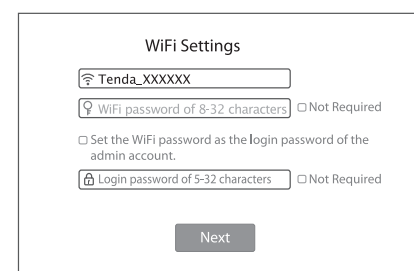 WiFi Settings
Tenda_XXXXXX
WiFi password of 8-32 characters Not Required
Set the WiFi password as the login password of the
admin account.
Login password of 5-32 characters Not Required
Next